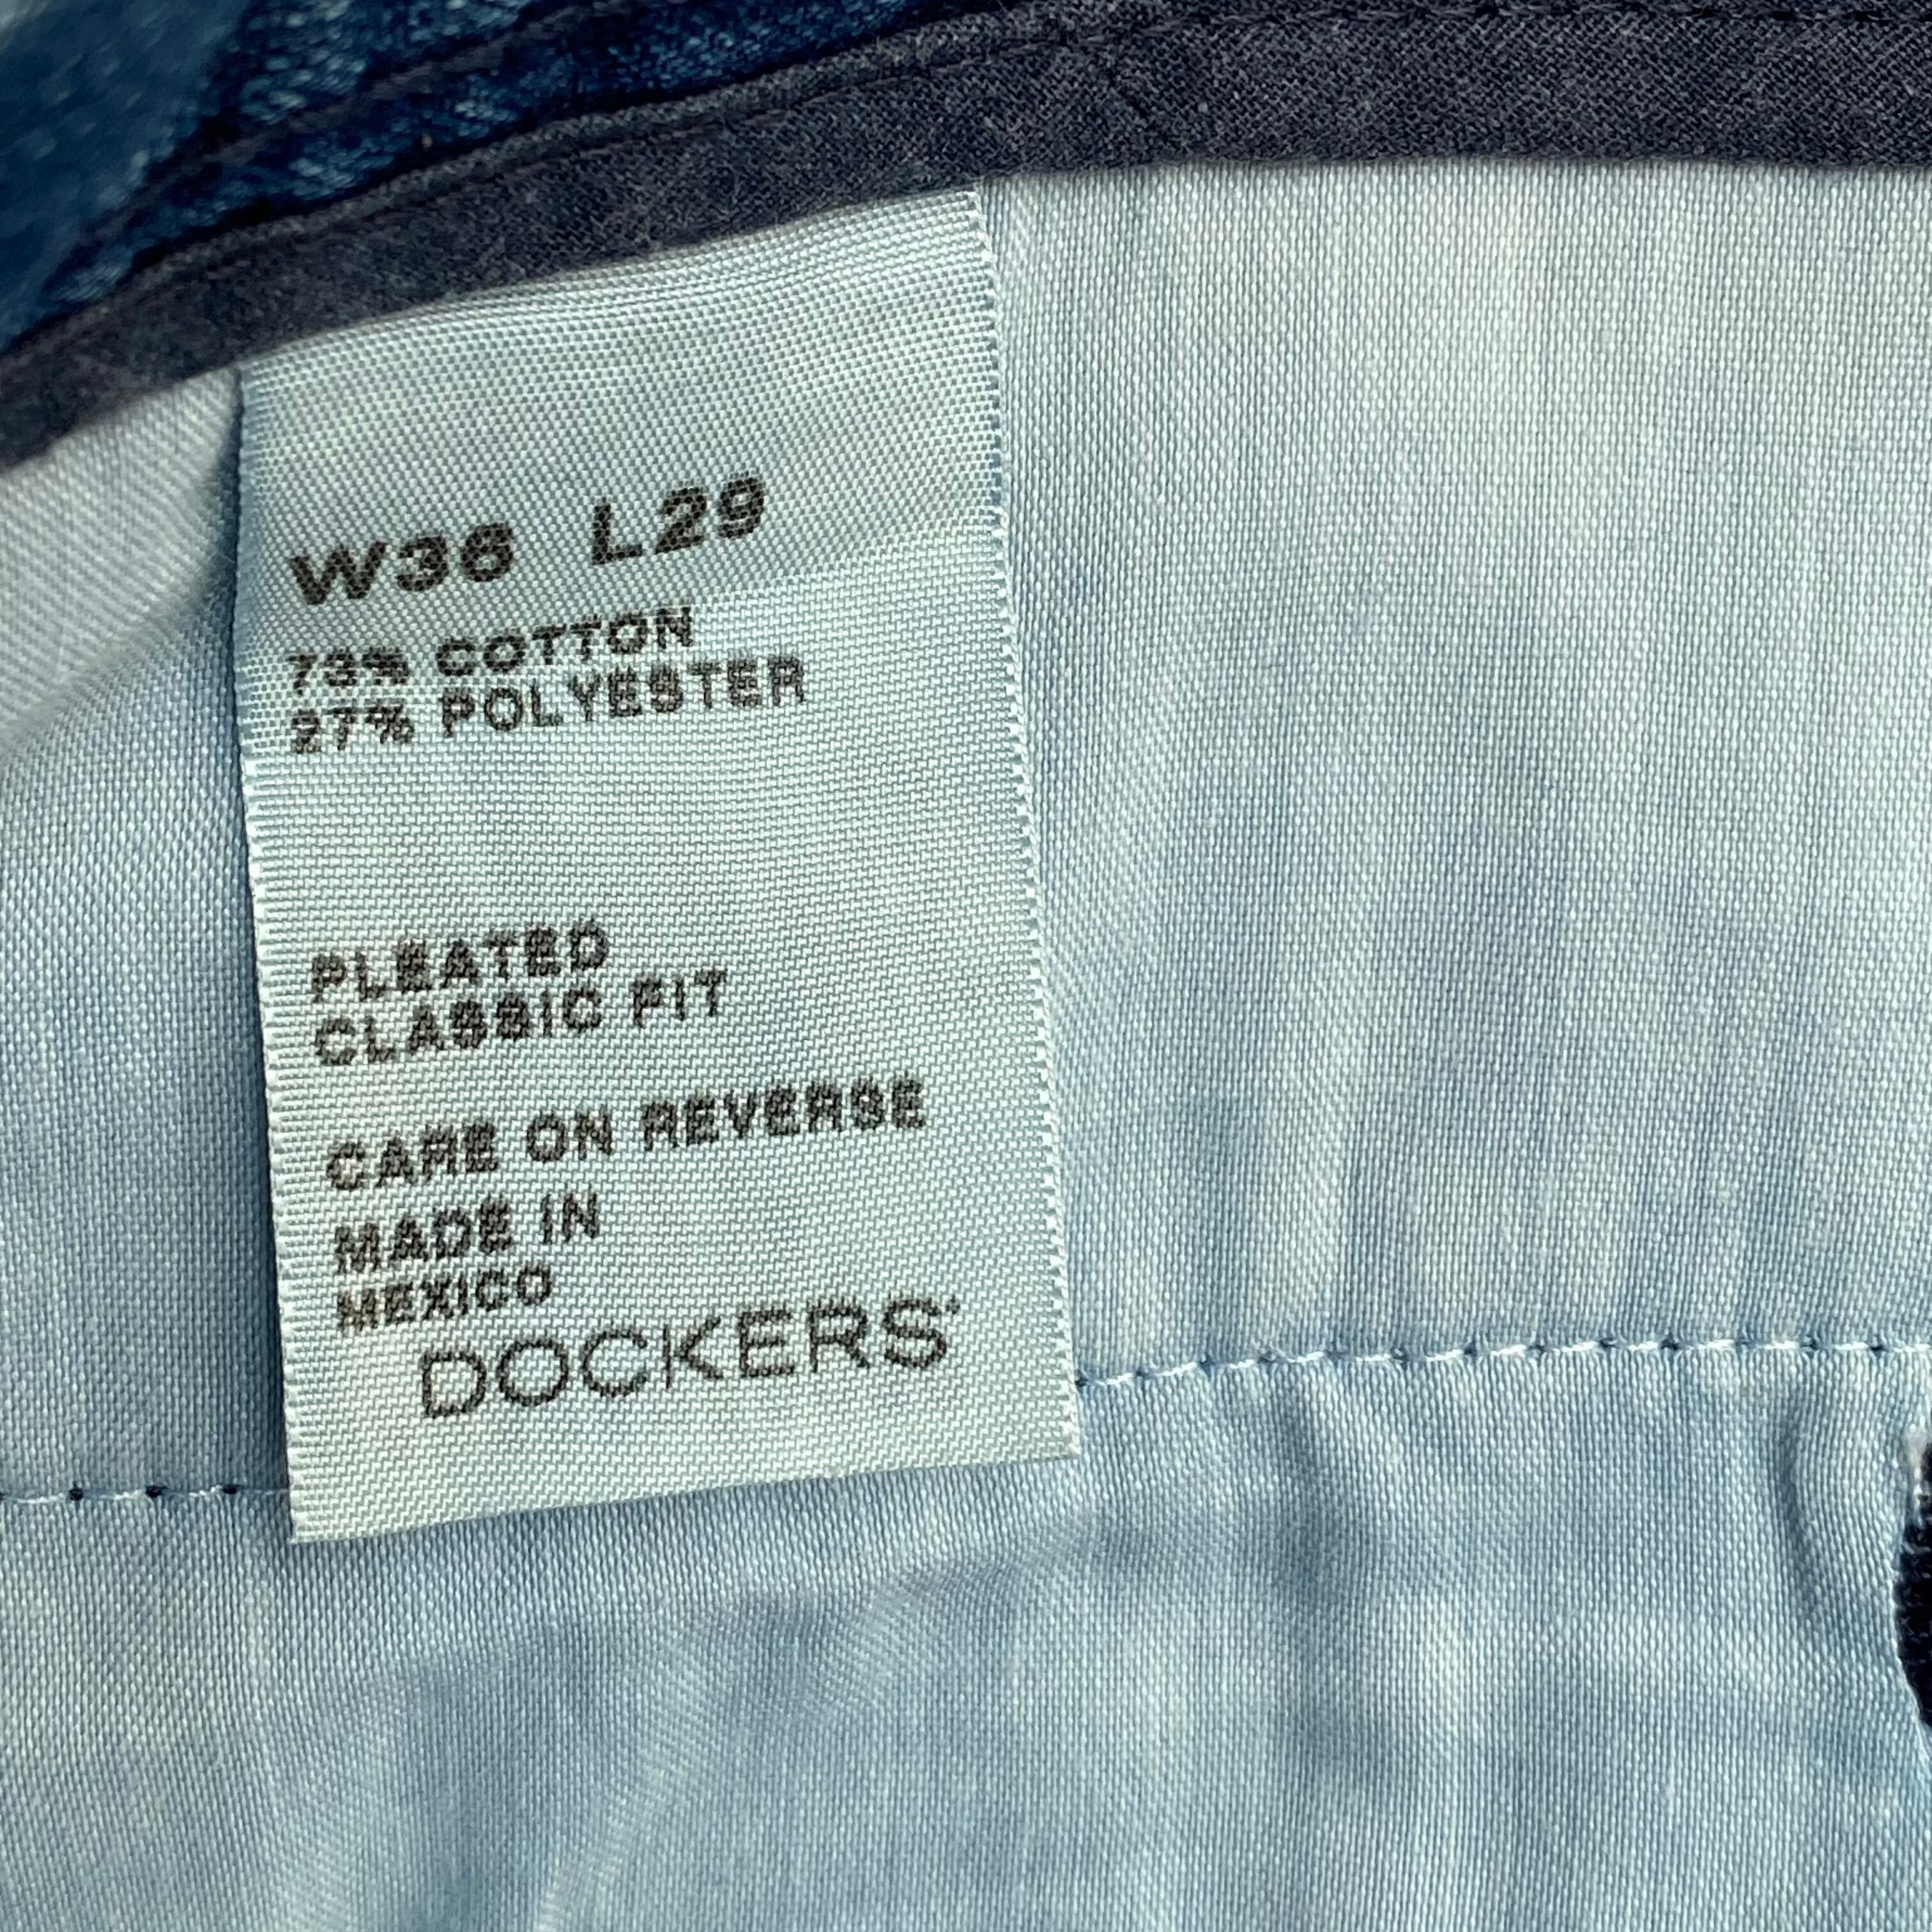 W36 L29
73% COTTON
27% POLYESTER
PLEATED
CLASSIC FIT
CARE ON REVERSE
MADE IN
MEXICO
DOCKERS